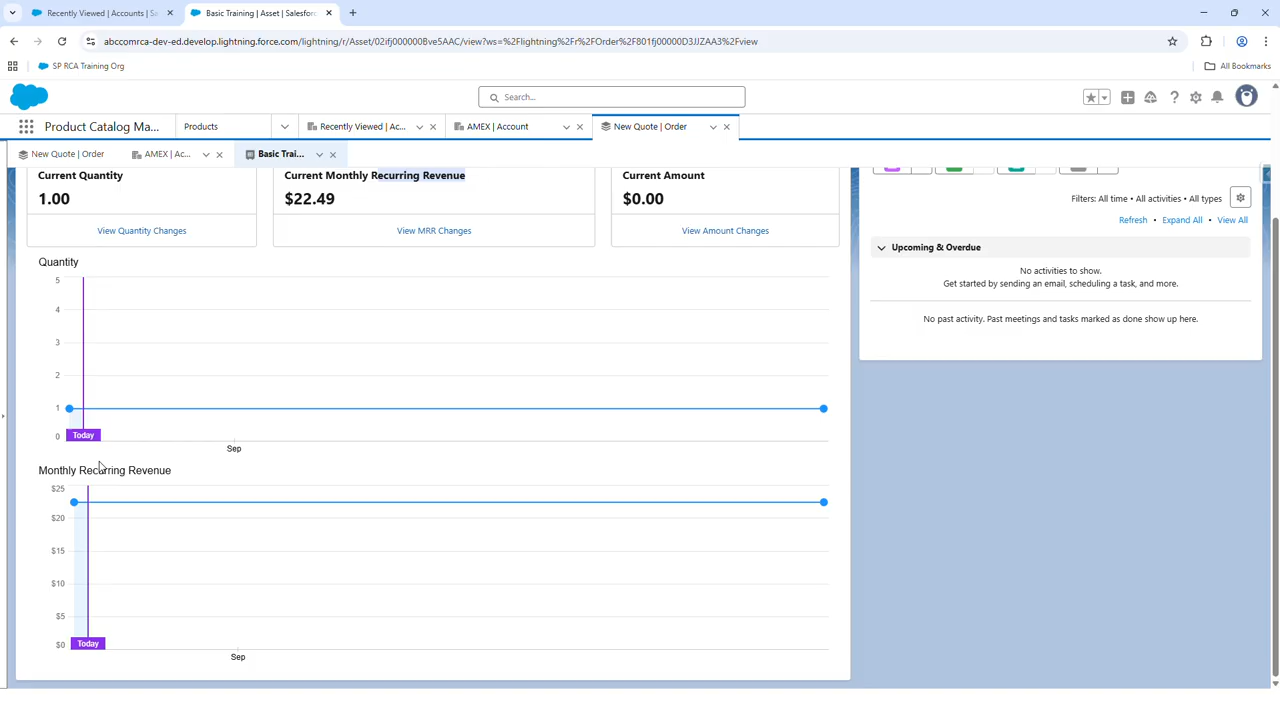 Recently Viewed | Accounts | Sa
Basic Training | Asset | Salesfor
abccomrca-dev-ed.develop.lightning.force.com/lightning/r/Asset/02ifj000000Bve5AAC/view?ws=%2Flightning%2Fr%2FOrder%2F801fj00000D3JJZAA3%2Fview
SP RCA Training Org
All Bookmarks
Search...
Product Catalog Ma...
Products
Recently Viewed | Ac...
AMEX | Account
New Quote | Order
New Quote | Order
AMEX | Ac...
Basic Trai...
Current Quantity
1.00
View Quantity Changes
Current Monthly Recurring Revenue
$22.49
View MRR Changes
Current Amount
$0.00
View Amount Changes
Filters: All time • All activities • All types
Refresh • Expand All • View All
Upcoming & Overdue
No activities to show.
Get started by sending an email, scheduling a task, and more.
No past activity. Past meetings and tasks marked as done show up here.
Quantity
5
4
3
2
1
0
Today
Sep
Monthly Recurring Revenue
$25
$20
$15
$10
$5
$0
Today
Sep